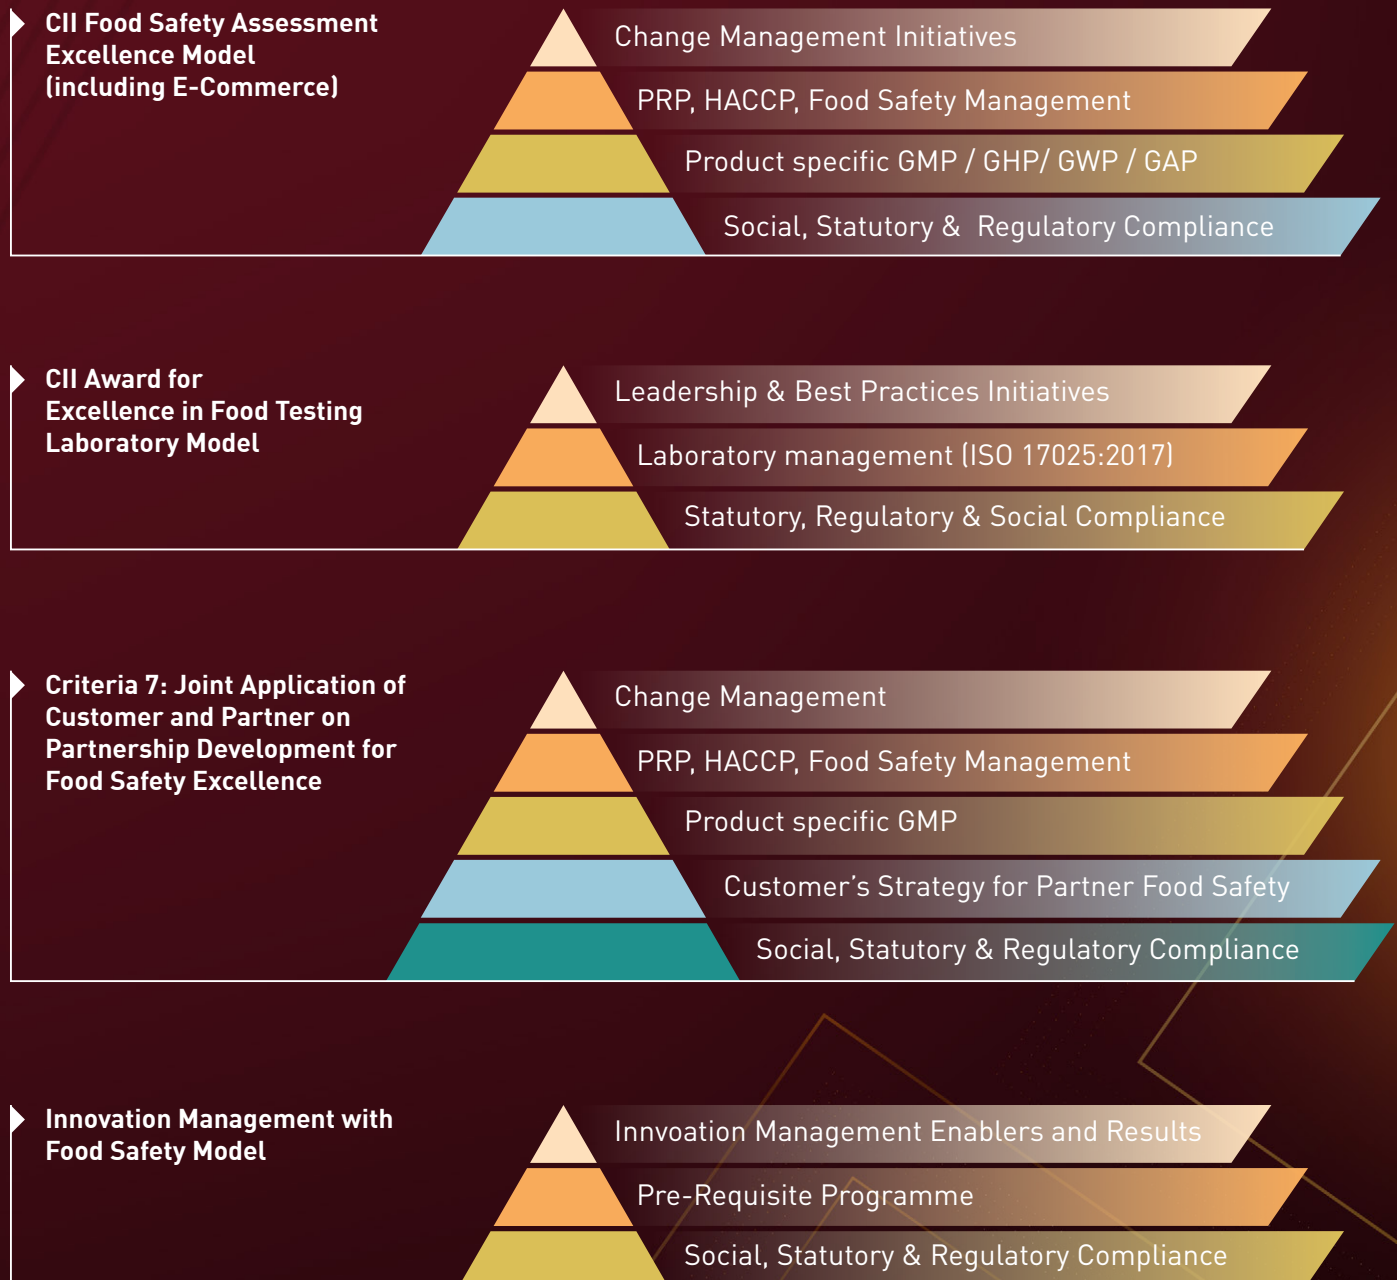 CII Food Safety Assessment
Excellence Model
(including E-Commerce)
Change Management Initiatives
PRP, HACCP, Food Safety Management
Product specific GMP / GHP/ GWP / GAP
Social, Statutory &  Regulatory Compliance
CII Award for
Excellence in Food Testing
Laboratory Model
Leadership & Best Practices Initiatives
Laboratory management (ISO 17025:2017)
Statutory, Regulatory & Social Compliance
Criteria 7: Joint Application of
Customer and Partner on
Partnership Development for
Food Safety Excellence
Change Management
PRP, HACCP, Food Safety Management
Product specific GMP
Customer’s Strategy for Partner Food Safety
Social, Statutory & Regulatory Compliance
Innovation Management with
Food Safety Model
Innvoation Management Enablers and Results
Pre-Requisite Programme
Social, Statutory & Regulatory Compliance